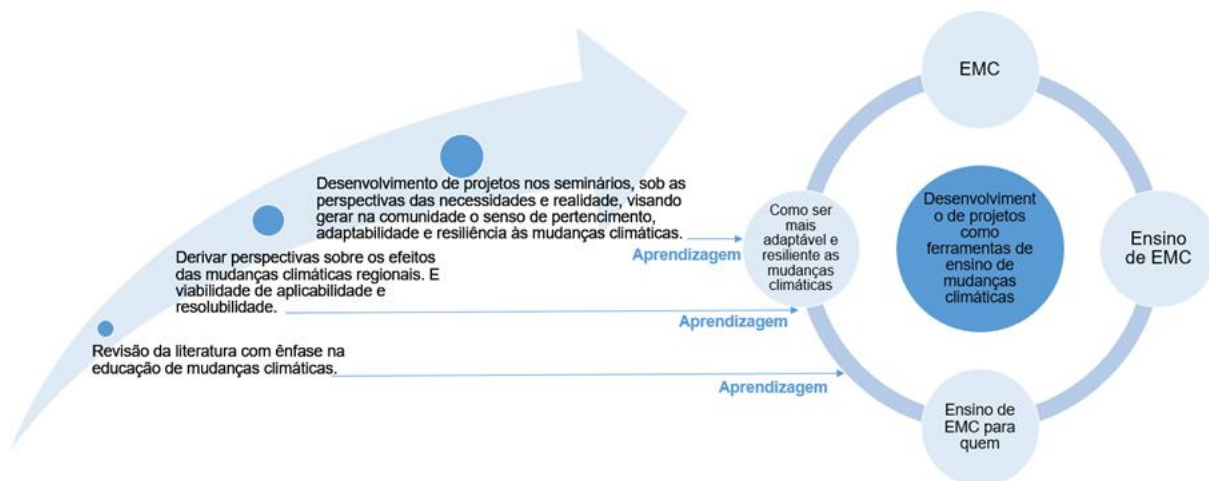 Desenvolvimento de projetos nos seminários, sob as
perspectivas das necessidades e realidade, visando
gerar na comunidade o senso de pertencimento,
adaptabilidade e resiliência às mudanças climáticas.
Aprendizagem
Derivar perspectivas sobre os efeitos
das mudanças climáticas regionais. E
viabilidade de aplicabilidade e
resolubilidade.
Aprendizagem
Revisão da literatura com ênfase na
educação de mudanças climáticas.
Aprendizagem
EMC
Como ser
mais
adaptável e
resiliente as
mudanças
climáticas
Desenvolviment
o de projetos
como
ferramentas de
ensino de
mudanças
climáticas
Ensino
de EMC
Ensino de
EMC para
quem